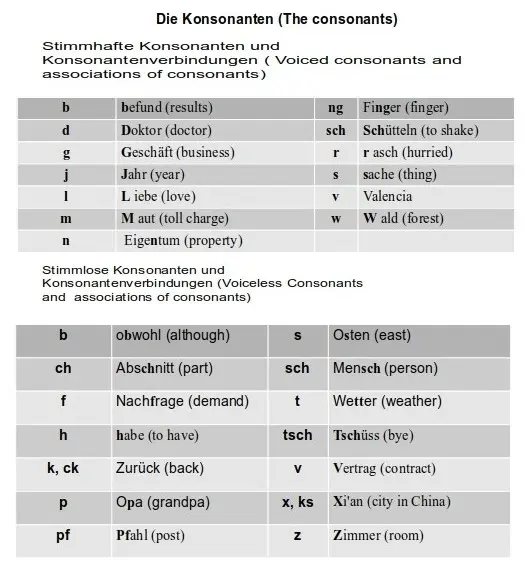 Die Konsonanten (The consonants)
Stimmhafte Konsonanten und
Konsonantenverbindungen ( Voiced consonants and
associations of consonants)
b befund (results) ng Finger (finger)
d Doktor (doctor) sch Schütteln (to shake)
g Geschäft (business) r r asch (hurried)
j Jahr (year) s sache (thing)
l L iebe (love) v Valencia
m M aut (toll charge) w W ald (forest)
n Eigentum (property)
Stimmlose Konsonanten und
Konsonantenverbindungen (Voiceless Consonants
and associations of consonants)
b obwohl (although) s Osten (east)
ch Abschnitt (part) sch Mensch (person)
f Nachfrage (demand) t Wetter (weather)
h habe (to have) tsch Tschüss (bye)
k, ck Zurück (back) v Vertrag (contract)
p Opa (grandpa) x, ks Xi'an (city in China)
pf Pfahl (post) z Zimmer (room)